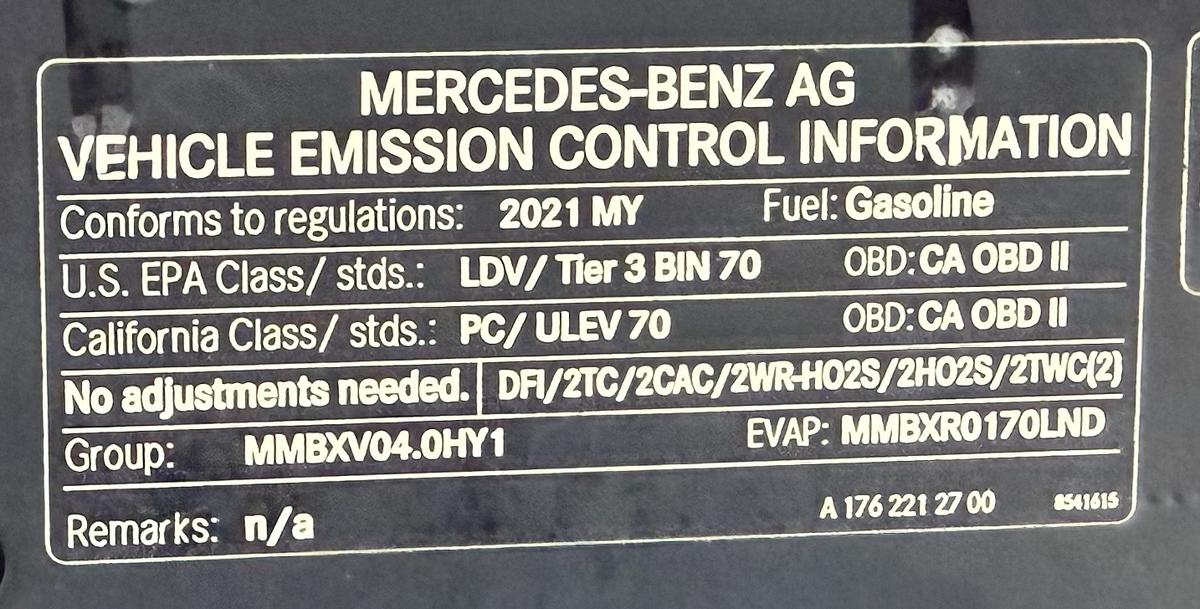 MERCEDES-BENZ AG
VEHICLE EMISSION CONTROL INFORMATION
Conforms to regulations: 2021 MY Fuel: Gasoline
U.S. EPA Class/ stds.: LDV/ Tier 3 BIN 70 OBD: CA OBD II
California Class/ stds.: PC/ ULEV 70 OBD: CA OBD II
No adjustments needed. DFI/2TC/2CAC/2WR-HO2S/2HO2S/2TWC(2)
Group: MMBXV04.0HY1 EVAP: MMBXR0170LND
Remarks: n/a A 176 221 27 00 8541615